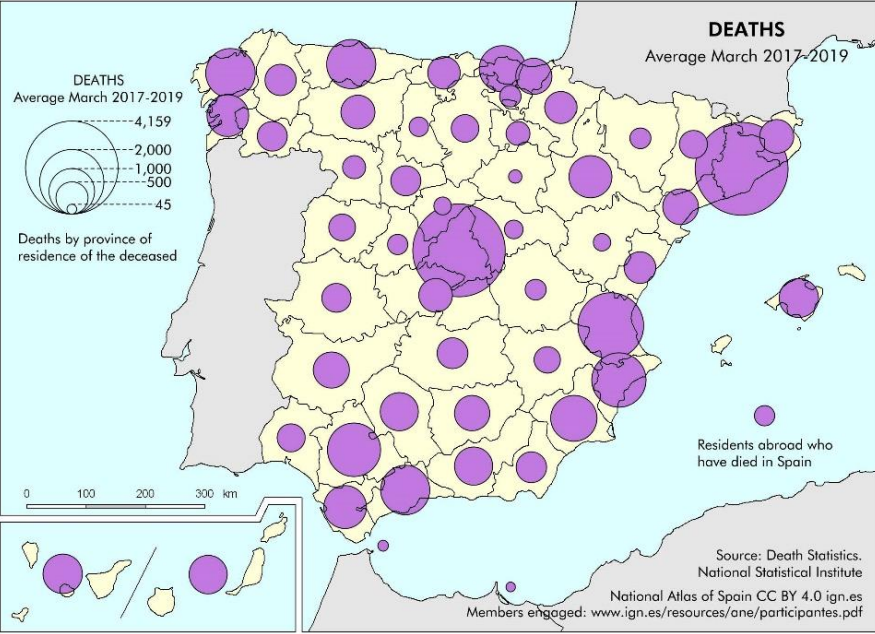 DEATHS
Average March 2017-2019
DEATHS
Average March 2017-2019
4,159
2,000
1,000
500
45
Deaths by province of
residence of the deceased
Residents abroad who
have died in Spain
0 100 200 300 km
Source: Death Statistics.
National Statistical Institute
National Atlas of Spain CC BY 4.0 ign.es
Members engaged: www.ign.es/resources/ane/participantes.pdf